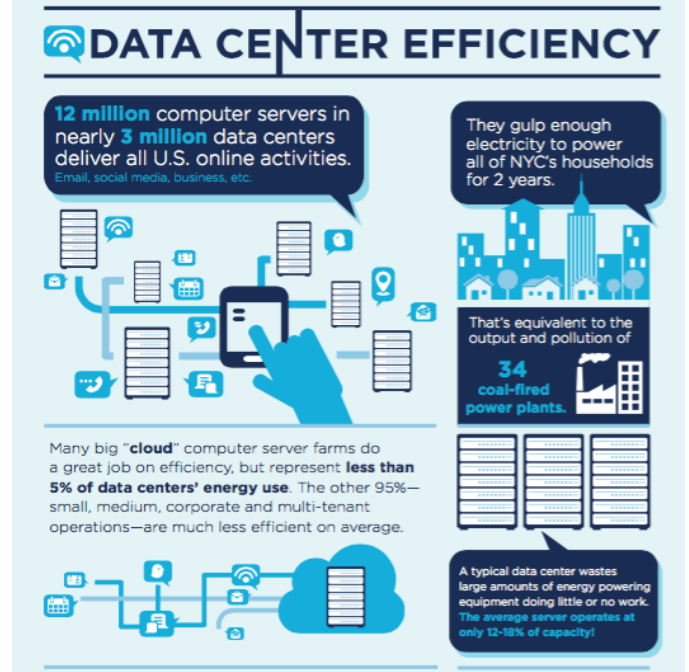 DATA CENTER EFFICIENCY
12 million computer servers in
nearly 3 million data centers
deliver all U.S. online activities.
Email, social media, business, etc.
They gulp enough
electricity to power
all of NYC's households
for 2 years.
That's equivalent to the
output and pollution of
34
coal-fired
power plants.
Many big "cloud" computer server farms do
a great job on efficiency, but represent less than
5% of data centers' energy use. The other 95%—
small, medium, corporate and multi-tenant
operations—are much less efficient on average.
A typical data center wastes
large amounts of energy powering
equipment doing little or no work.
The average server operates at
only 12-18% of capacity!